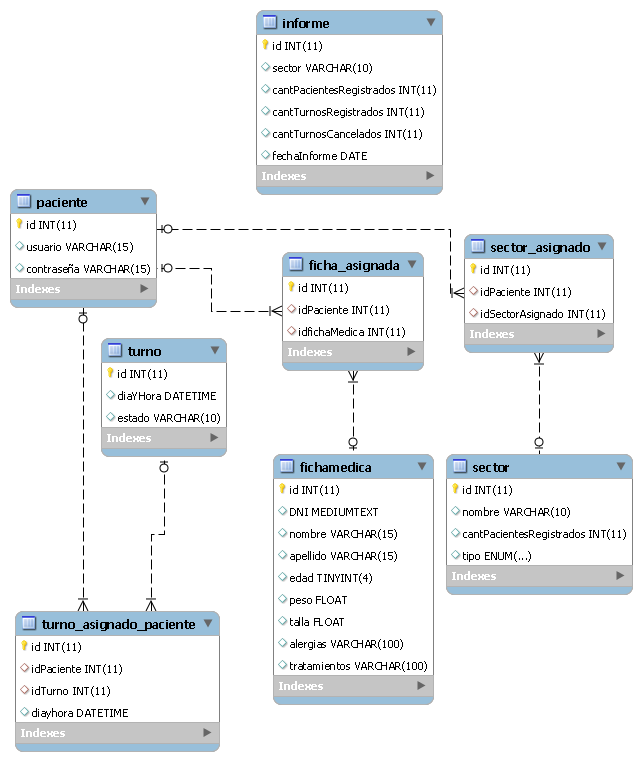 informe
id INT(11)
sector VARCHAR(10)
cantPacientesRegistrados INT(11)
cantTurnosRegistrados INT(11)
cantTurnosCancelados INT(11)
fechaInforme DATE
Indexes
paciente
id INT(11)
usuario VARCHAR(15)
contraseña VARCHAR(15)
Indexes
ficha_asignada
id INT(11)
idPaciente INT(11)
idfichaMedica INT(11)
Indexes
sector_asignado
id INT(11)
idPaciente INT(11)
idSectorAsignado INT(11)
Indexes
turno
id INT(11)
diaYHora DATETIME
estado VARCHAR(10)
Indexes
fichamedica
id INT(11)
DNI MEDIUMTEXT
nombre VARCHAR(15)
apellido VARCHAR(15)
edad TINYINT(4)
peso FLOAT
talla FLOAT
alergias VARCHAR(100)
tratamientos VARCHAR(100)
Indexes
sector
id INT(11)
nombre VARCHAR(10)
cantPacientesRegistrados INT(11)
tipo ENUM(...)
Indexes
turno_asignado_paciente
id INT(11)
idPaciente INT(11)
idTurno INT(11)
diayhora DATETIME
Indexes